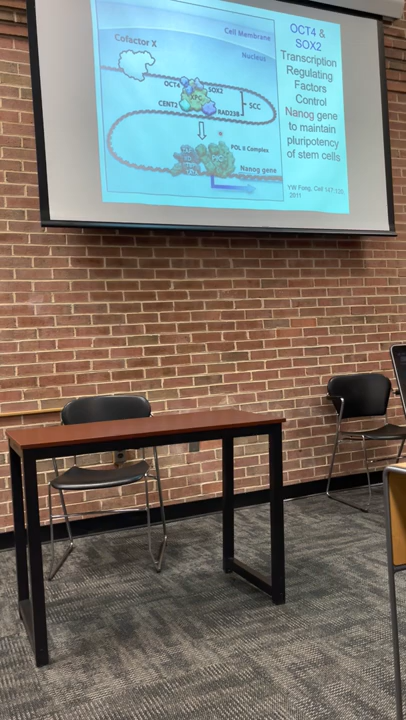 Cell Membrane
Nucleus
Cofactor X
OCT4
SOX2
CENT2
RAD23B
SCC
POL II Complex
Nanog gene
OCT4 &
SOX2
Transcription
Regulating
Factors
Control
Nanog gene
to maintain
pluripotency
of stem cells
YW Fong, Cell 147:120,
2011